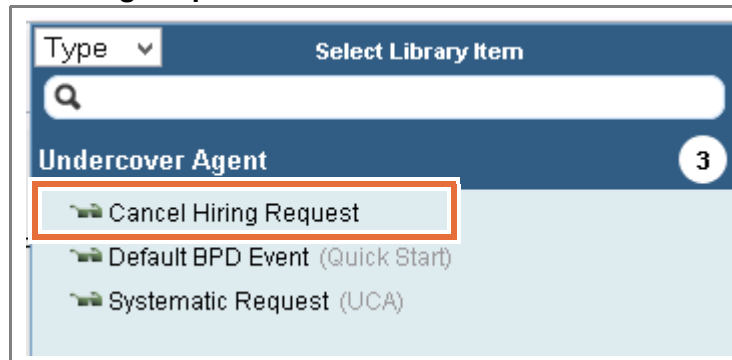 Type Select Library Item
Undercover Agent 3
Cancel Hiring Request
Default BPD Event (Quick Start)
Systematic Request (UCA)